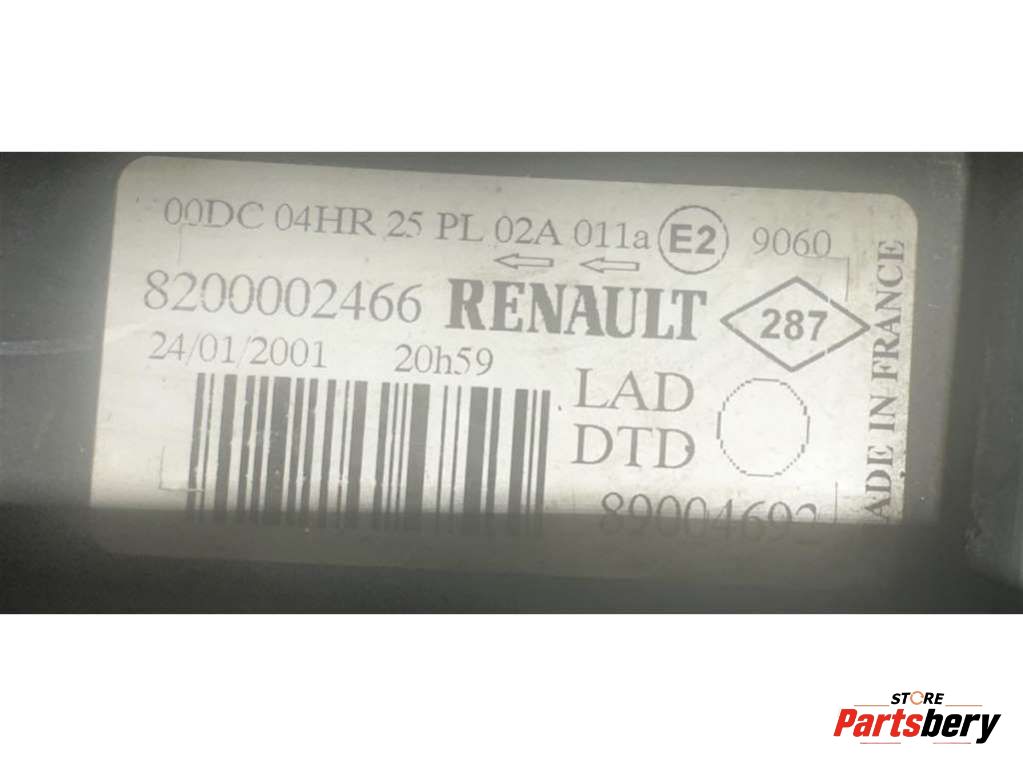 00DC 04HR 25 PL 02A 011a E2 9060
8200002466 RENAULT 287
24/01/2001 20h59
LAD
DTD
89004692
ADE IN FRANCE
STORE
Partsbery